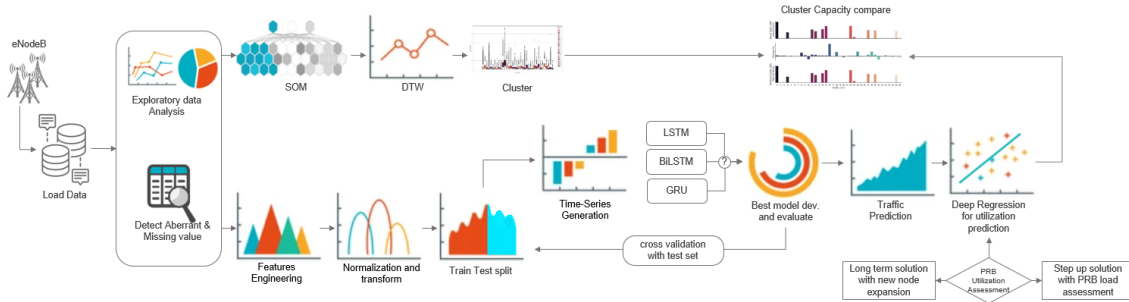 eNodeB
Load Data
Exploratory data
Analysis
Detect Aberrant &
Missing value
SOM
DTW
Cluster
Cluster Capacity compare
Features
Engineering
Normalization and
transform
Train Test split
Time-Series
Generation
LSTM
BiLSTM
GRU
?
Best model dev.
and evaluate
cross validation
with test set
Traffic
Prediction
Deep Regression
for utilization
prediction
Long term solution
with new node
expansion
PRB
Utilization
Assessment
Step up solution
with PRB load
assessment